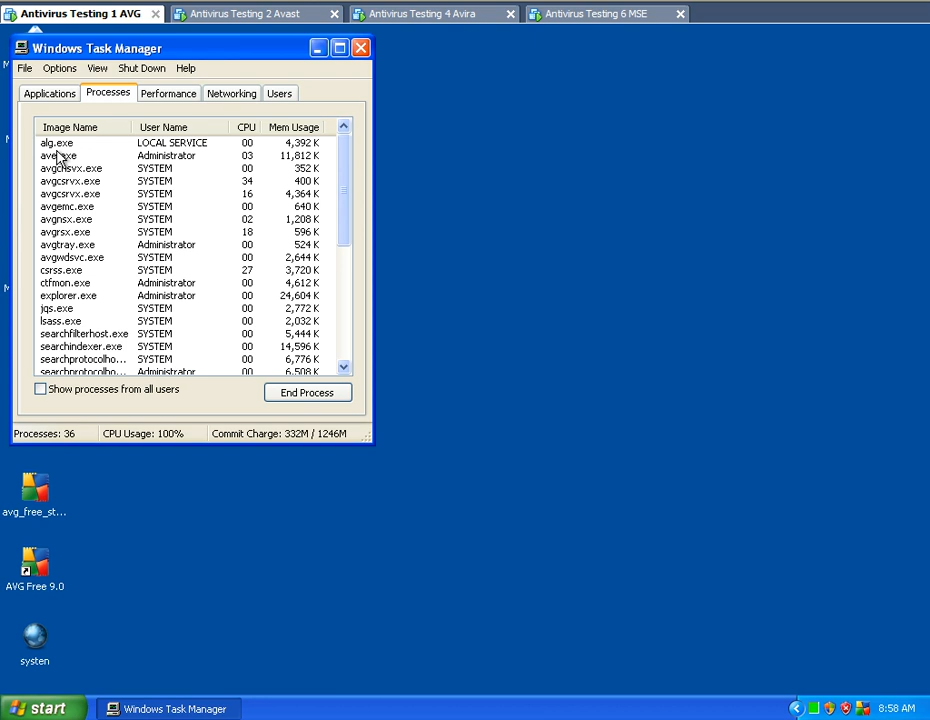 Antivirus Testing 1 AVG
Antivirus Testing 2 Avast
Antivirus Testing 4 Avira
Antivirus Testing 6 MSE
Windows Task Manager
File Options View Shut Down Help
Applications Processes Performance Networking Users
Image Name User Name CPU Mem Usage
alg.exe LOCAL SERVICE 00 4,392 K
Administrator 03 11,812 K
SYSTEM 00 352 K
avgcsrvx.exe SYSTEM 34 400 K
avgcsrvx.exe SYSTEM 16 4,364 K
avgemc.exe SYSTEM 00 640 K
avgnsx.exe SYSTEM 02 1,208 K
avgrsx.exe SYSTEM 18 596 K
avgtray.exe Administrator 00 524 K
avgwdsvc.exe SYSTEM 00 2,644 K
csrss.exe SYSTEM 27 3,720 K
ctfmon.exe Administrator 00 4,612 K
explorer.exe Administrator 00 24,604 K
jqs.exe SYSTEM 00 2,772 K
lsass.exe SYSTEM 00 2,032 K
searchfilterhost.exe SYSTEM 00 5,444 K
searchindexer.exe SYSTEM 00 14,596 K
searchprotocolho... SYSTEM 00 6,776 K
searchprotocolho... Administrator 00 6,508 K
Show processes from all users
End Process
Processes: 36 CPU Usage: 100% Commit Charge: 332M / 1246M
avg_free_st...
AVG Free 9.0
systen
start
Windows Task Manager
8:58 AM